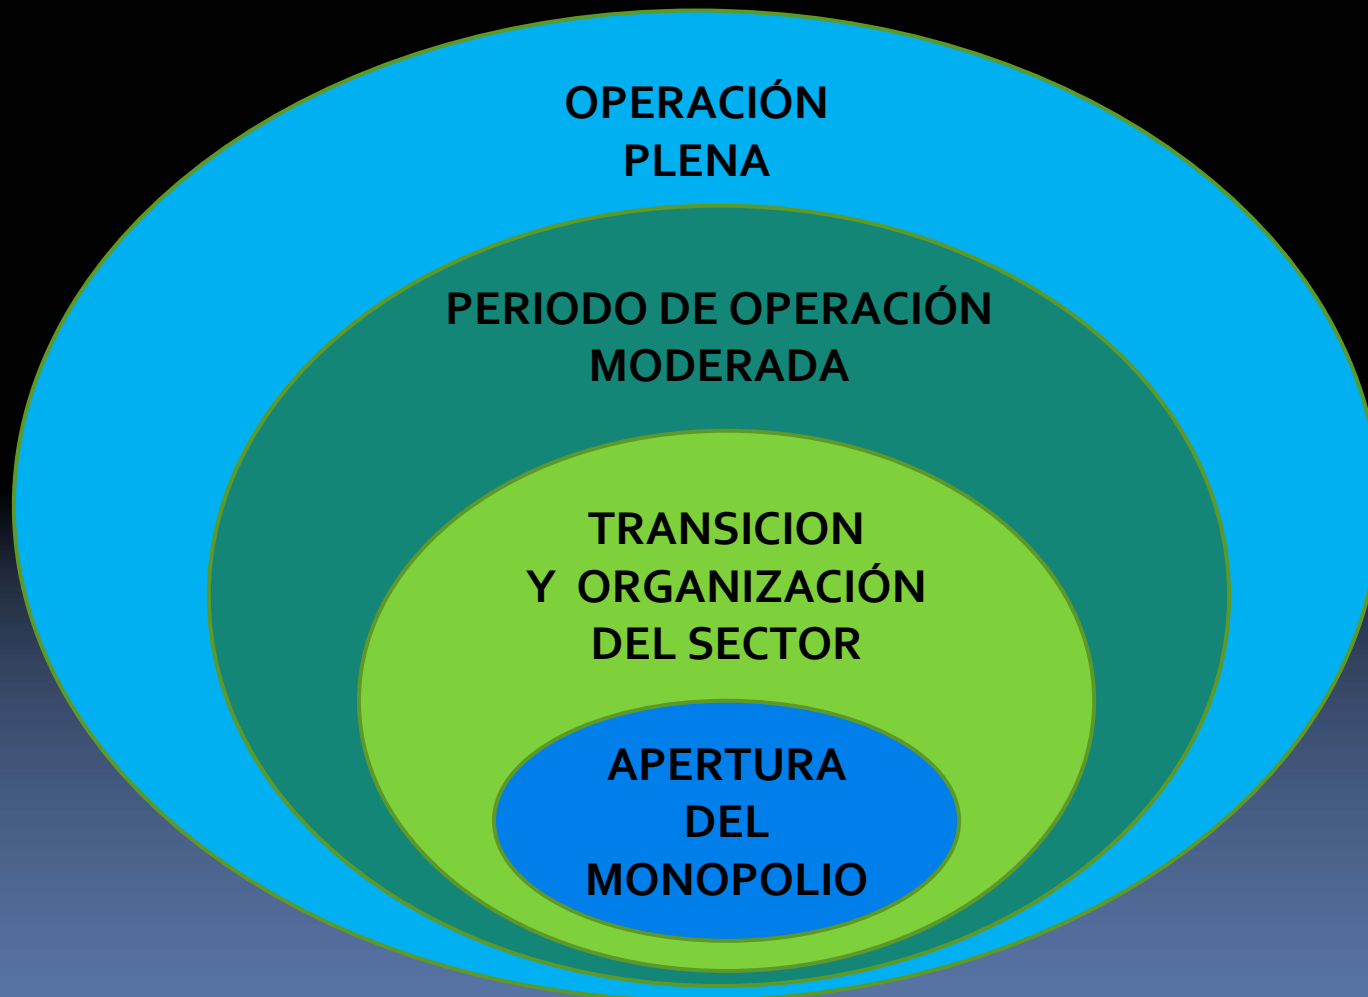 OPERACIÓN
PLENA
PERIODO DE OPERACIÓN
MODERADA
TRANSICION
Y ORGANIZACIÓN
DEL SECTOR
APERTURA
DEL
MONOPOLIO